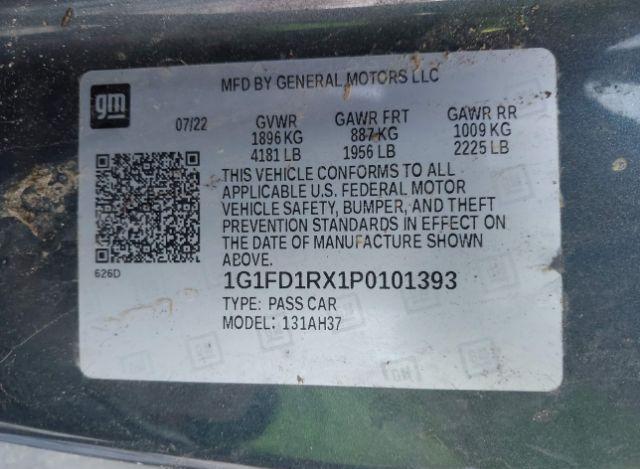 MFD BY GENERAL MOTORS LLC
gm
07/22 GVWR GAWR FRT GAWR RR
1896 KG 887 KG 1009 KG
4181 LB 1956 LB 2225 LB
THIS VEHICLE CONFORMS TO ALL
APPLICABLE U.S. FEDERAL MOTOR
VEHICLE SAFETY, BUMPER, AND THEFT
PREVENTION STANDARDS IN EFFECT ON
THE DATE OF MANUFACTURE SHOWN
ABOVE.
626D
1G1FD1RX1P0101393
TYPE: PASS CAR
MODEL: 131AH37
GM